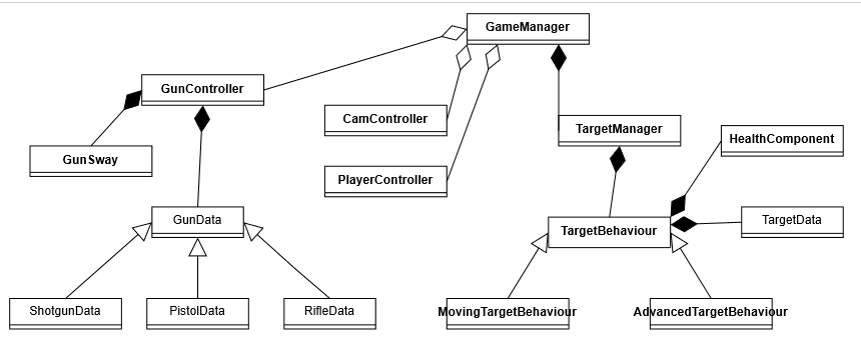 GameManager
GunController
CamController
TargetManager
HealthComponent
GunSway
PlayerController
GunData
TargetBehaviour
TargetData
ShotgunData
PistolData
RifleData
MovingTargetBehaviour
AdvancedTargetBehaviour